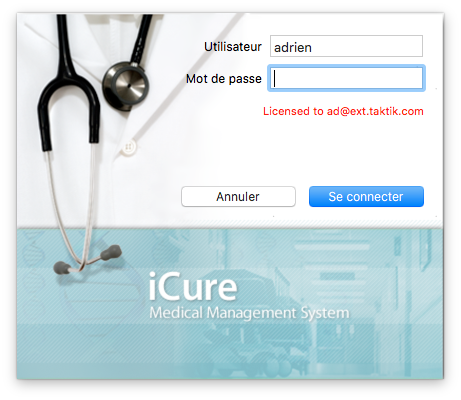 Utilisateur adrien
Mot de passe
Licensed to ad@ext.taktik.com
Annuler Se connecter
iCure
Medical Management System